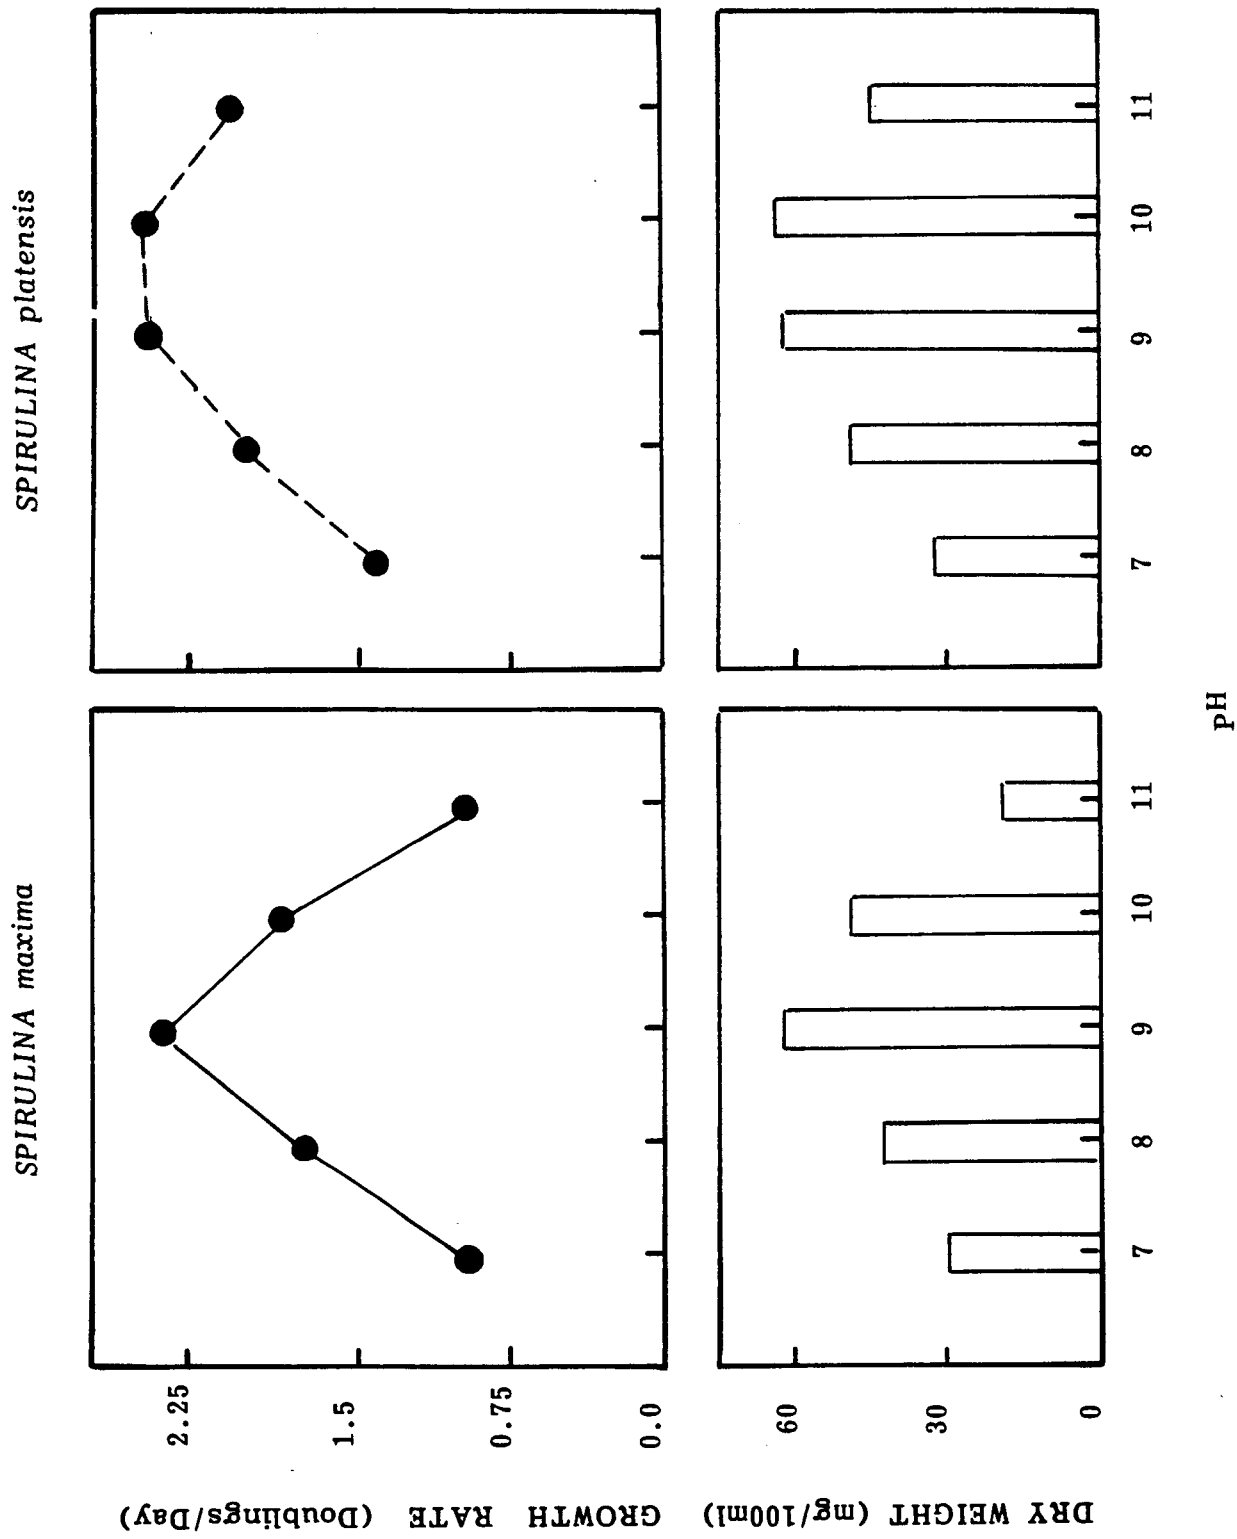 SPIRULINA maxima
SPIRULINA platensis
GROWTH RATE (Doublings/Day)
2.25
1.5
0.75
0.0
DRY WEIGHT (mg/100ml)
60
30
0
7 8 9 10 11
7 8 9 10 11
pH